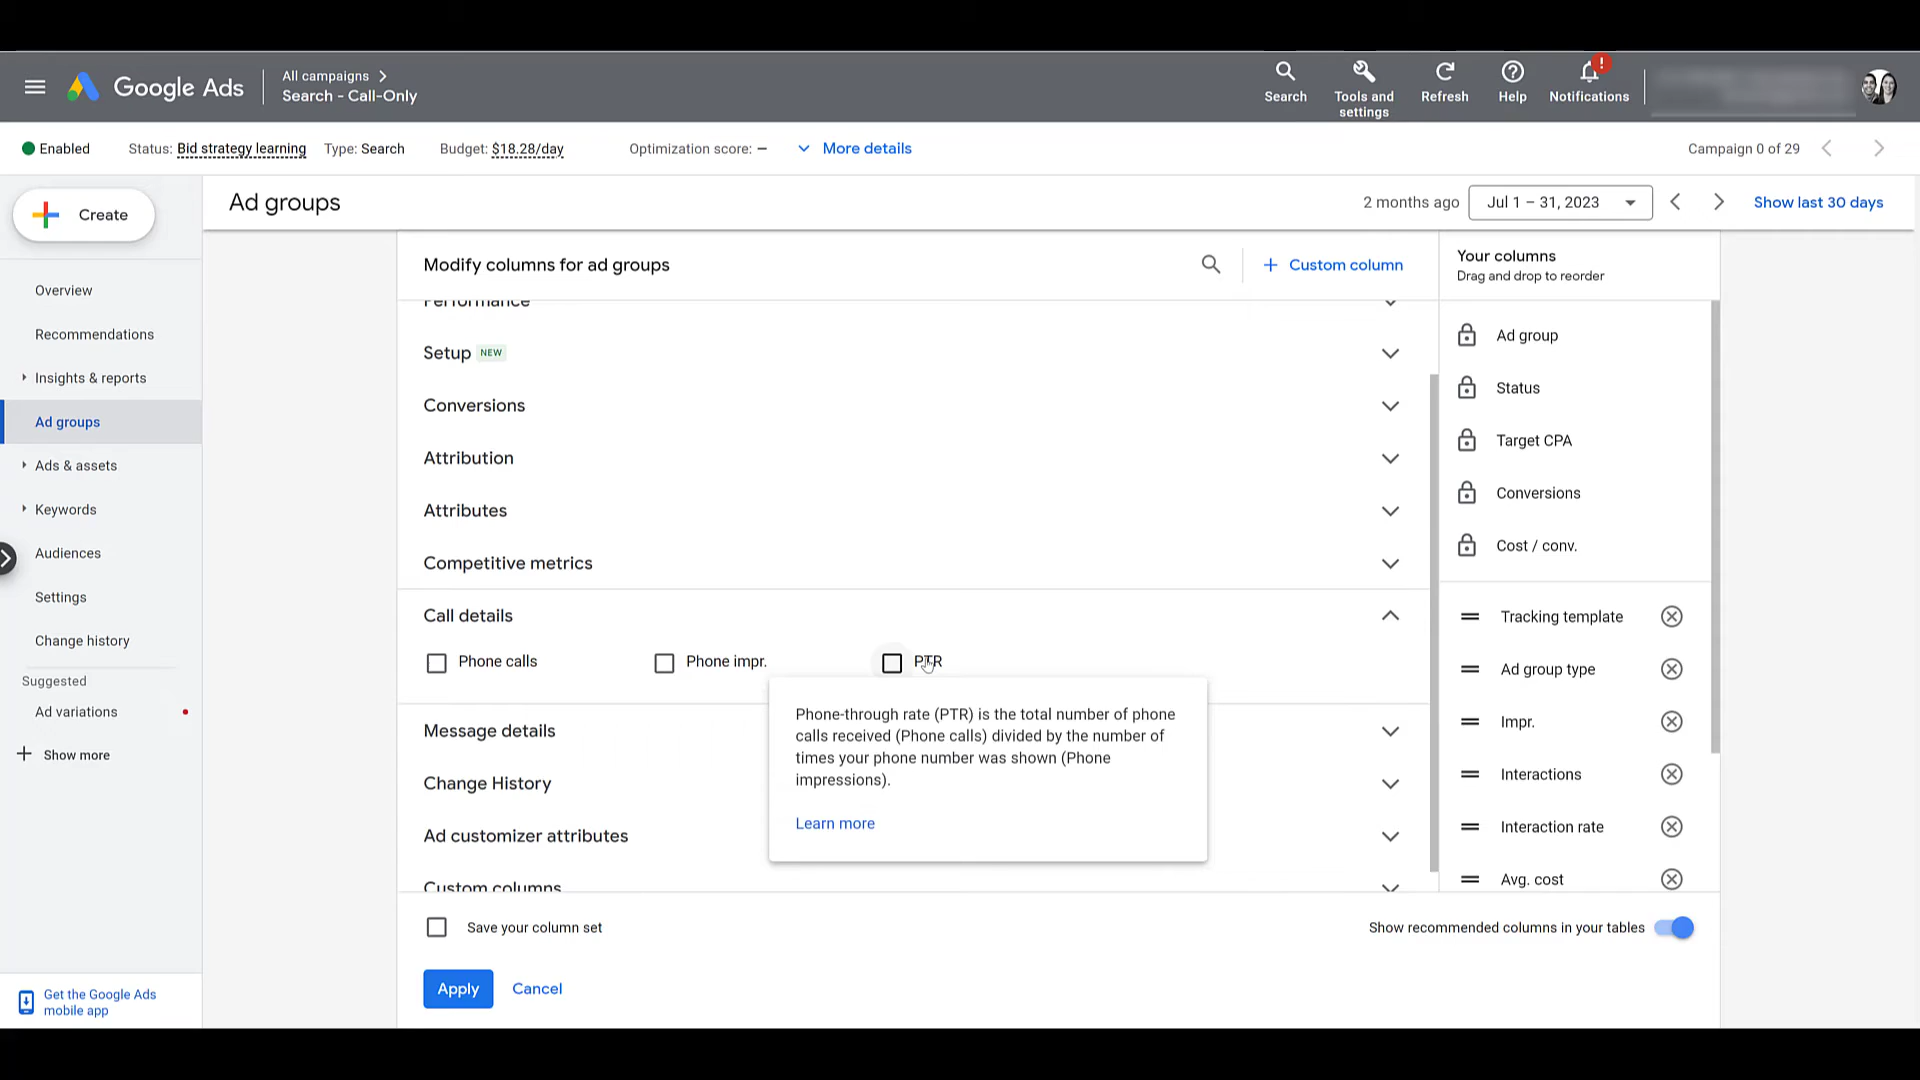 Google Ads
All campaigns
Search - Call-Only
Search
Tools and
settings
Refresh
Help
!
Notifications
Enabled
Status: Bid strategy learning
Type: Search
Budget: $18.28/day
Optimization score: –
More details
Campaign 0 of 29
Create
Ad groups
2 months ago
Jul 1 – 31, 2023
Show last 30 days
Overview
Recommendations
Insights & reports
Ad groups
Ads & assets
Keywords
Audiences
Settings
Change history
Suggested
Ad variations
Show more
Get the Google Ads
mobile app
Modify columns for ad groups
Custom column
Performance
Setup NEW
Conversions
Attribution
Attributes
Competitive metrics
Call details
Phone calls
Phone impr.
PTR
Phone-through rate (PTR) is the total number of phone
calls received (Phone calls) divided by the number of
times your phone number was shown (Phone
impressions).
Learn more
Message details
Change History
Ad customizer attributes
Custom columns
Your columns
Drag and drop to reorder
Ad group
Status
Target CPA
Conversions
Cost / conv.
Tracking template
Ad group type
Impr.
Interactions
Interaction rate
Avg. cost
Save your column set
Show recommended columns in your tables
Apply
Cancel